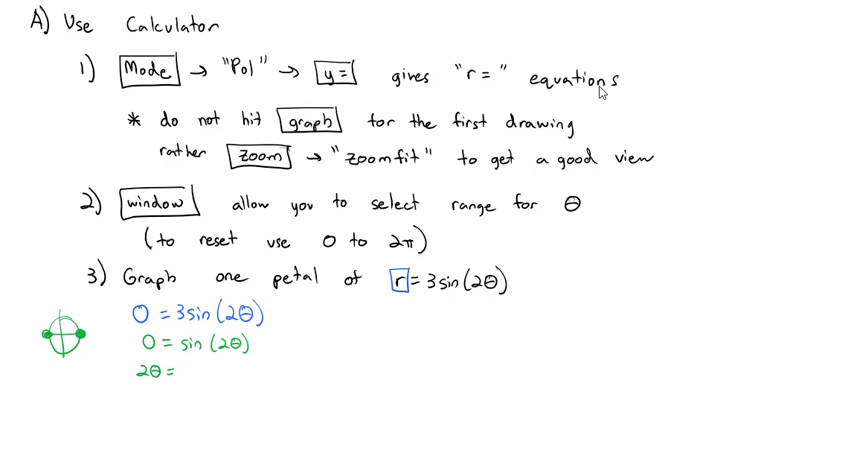 A) Use Calculator
1) Mode → "Pol" → y= gives "r=" equations
* do not hit graph for the first drawing
rather zoom → "zoomfit" to get a good view
2) window allow you to select range for θ
(to reset use 0 to 2π)
3) Graph one petal of r = 3sin(2θ)
0 = 3sin(2θ)
0 = sin(2θ)
2θ =